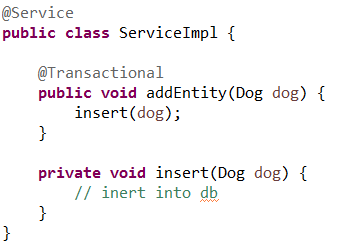 @Service
public class ServiceImpl {
@Transactional
public void addEntity(Dog dog) {
insert(dog);
}
private void insert(Dog dog) {
// inert into db
}
}